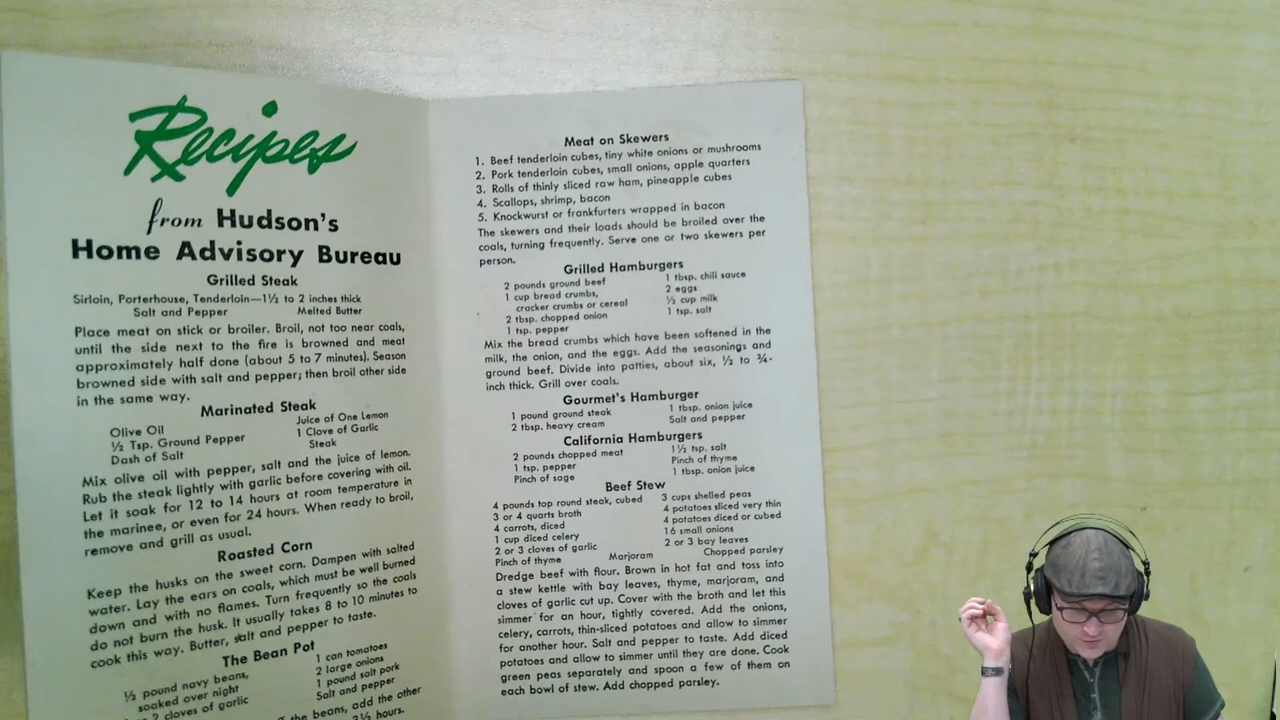 Recipes
from Hudson's
Home Advisory Bureau
Grilled Steak
Sirloin, Porterhouse, Tenderloin—1½ to 2 inches thick
Salt and Pepper Melted Butter
Place meat on stick or broiler. Broil, not too near coals,
until the side next to the fire is browned and meat
approximately half done (about 5 to 7 minutes). Season
browned side with salt and pepper; then broil other side
in the same way.
Marinated Steak
Olive Oil Juice of One Lemon
½ Tsp. Ground Pepper 1 Clove of Garlic
Dash of Salt Steak
Mix olive oil with pepper, salt and the juice of lemon.
Rub the steak lightly with garlic before covering with oil.
Let it soak for 12 to 14 hours at room temperature in
the marinee, or even for 24 hours. When ready to broil,
remove and grill as usual.
Roasted Corn
Keep the husks on the sweet corn. Dampen with salted
water. Lay the ears on coals, which must be well burned
down and with no flames. Turn frequently so the coals
do not burn the husk. It usually takes 8 to 10 minutes to
cook this way. Butter, salt and pepper to taste.
The Bean Pot
½ pound navy beans, 1 can tomatoes
soaked over night 2 large onions
2 cloves of garlic 1 pound salt pork
Salt and pepper
the beans, add the other
3½ hours.
Meat on Skewers
1. Beef tenderloin cubes, tiny white onions or mushrooms
2. Pork tenderloin cubes, small onions, apple quarters
3. Rolls of thinly sliced raw ham, pineapple cubes
4. Scallops, shrimp, bacon
5. Knockwurst or frankfurters wrapped in bacon
The skewers and their loads should be broiled over the
coals, turning frequently. Serve one or two skewers per
person.
Grilled Hamburgers
2 pounds ground beef 1 tbsp. chili sauce
1 cup bread crumbs, 2 eggs
cracker crumbs or cereal ½ cup milk
2 tbsp. chopped onion 1 tsp. salt
1 tsp. pepper
Mix the bread crumbs which have been softened in the
milk, the onion, and the eggs. Add the seasonings and
ground beef. Divide into patties, about six, ½ to ¾-
inch thick. Grill over coals.
Gourmet's Hamburger
1 pound ground steak 1 tbsp. onion juice
2 tbsp. heavy cream Salt and pepper
California Hamburgers
2 pounds chopped meat 1½ tsp. salt
1 tsp. pepper Pinch of thyme
Pinch of sage 1 tbsp. onion juice
Beef Stew
4 pounds top round steak, cubed 3 cups shelled peas
3 or 4 quarts broth 4 potatoes sliced very thin
4 carrots, diced 4 potatoes diced or cubed
1 cup diced celery 16 small onions
2 or 3 cloves of garlic 2 or 3 bay leaves
Pinch of thyme Marjoram Chopped parsley
Dredge beef with flour. Brown in hot fat and toss into
a stew kettle with bay leaves, thyme, marjoram, and
cloves of garlic cut up. Cover with the broth and let this
simmer for an hour, tightly covered. Add the onions,
celery, carrots, thin-sliced potatoes and allow to simmer
for another hour. Salt and pepper to taste. Add diced
potatoes and allow to simmer until they are done. Cook
green peas separately and spoon a few of them on
each bowl of stew. Add chopped parsley.